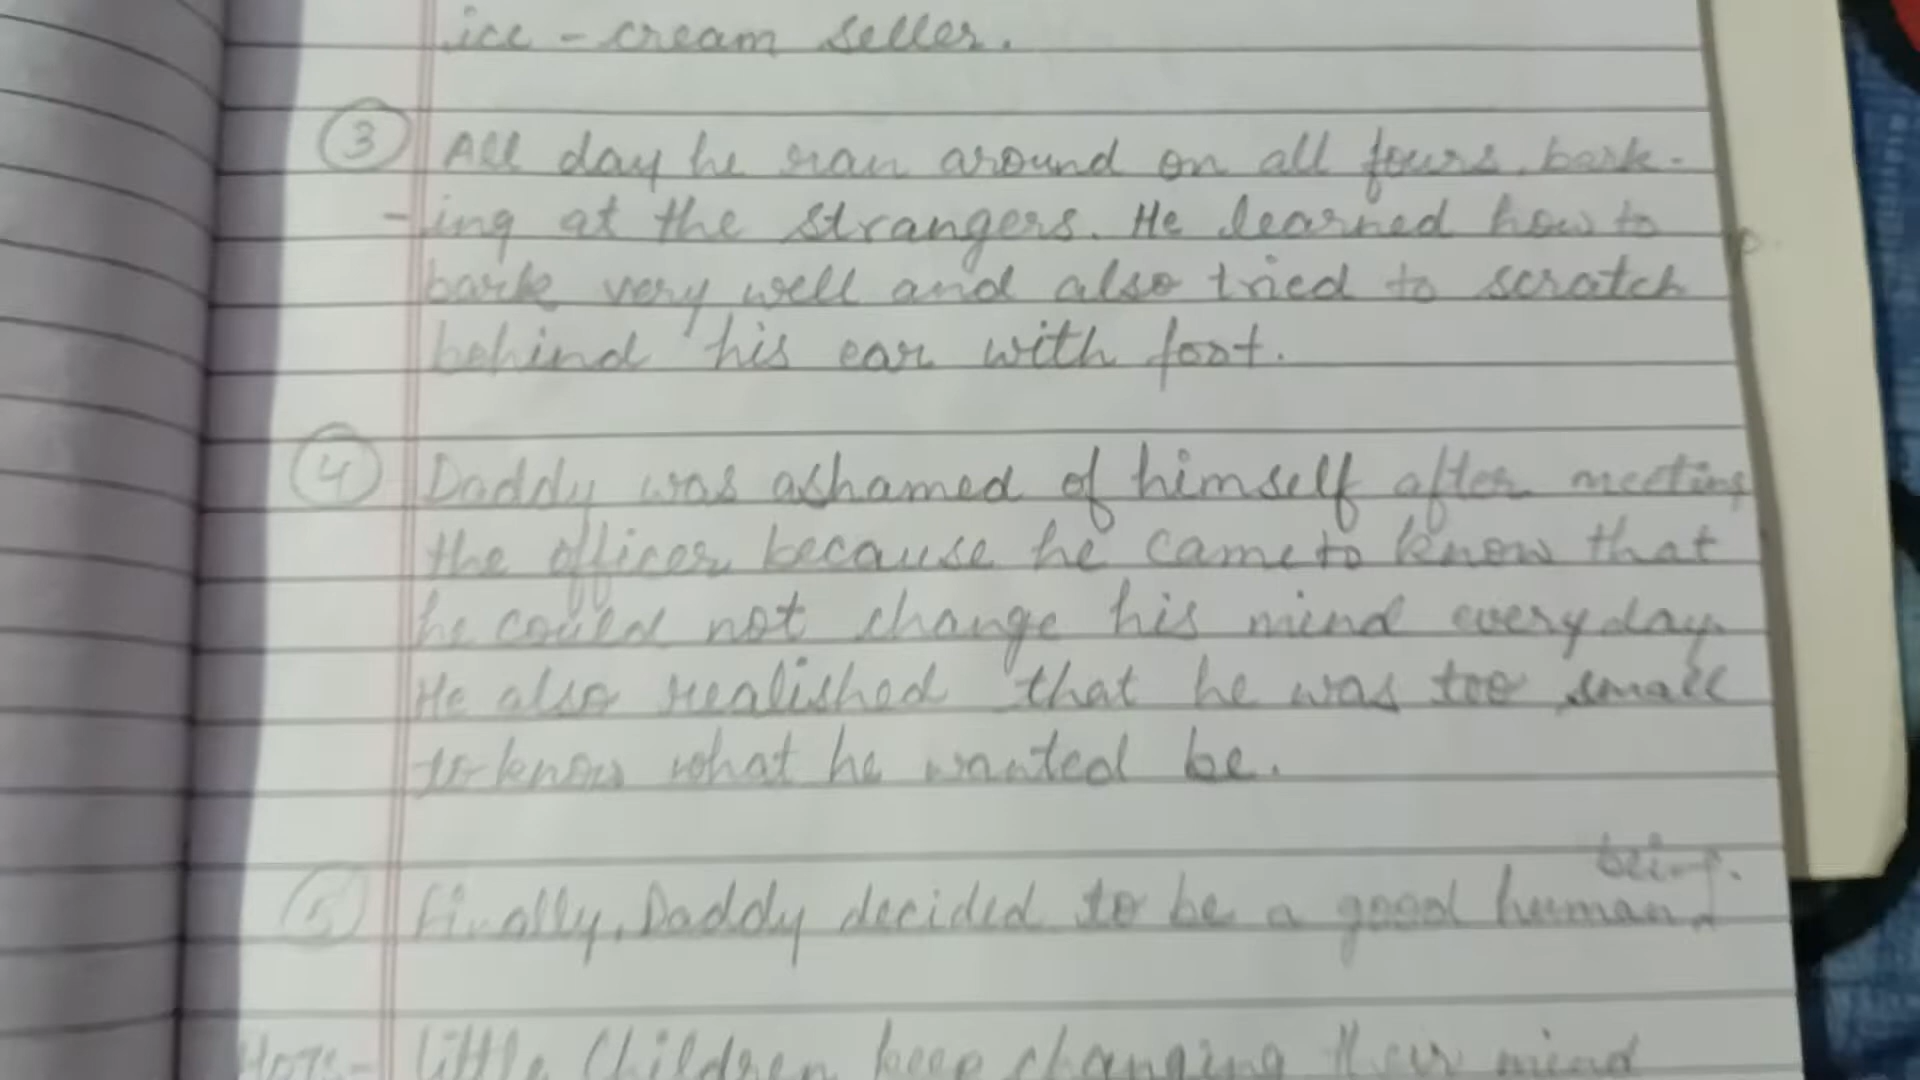 ice - cream seller.
③ All day he ran around on all fours, bark-
-ing at the strangers. He learned how to
bark very well and also tried to scratch
behind his ear with foot.
④ Daddy was ashamed of himself after meeting
the officer because he came to know that
he could not change his mind everyday.
He also realished that he was too small
to know what he wanted be.
being.
⑤ Finally, Daddy decided to be a good human
little Children keep changing their mind